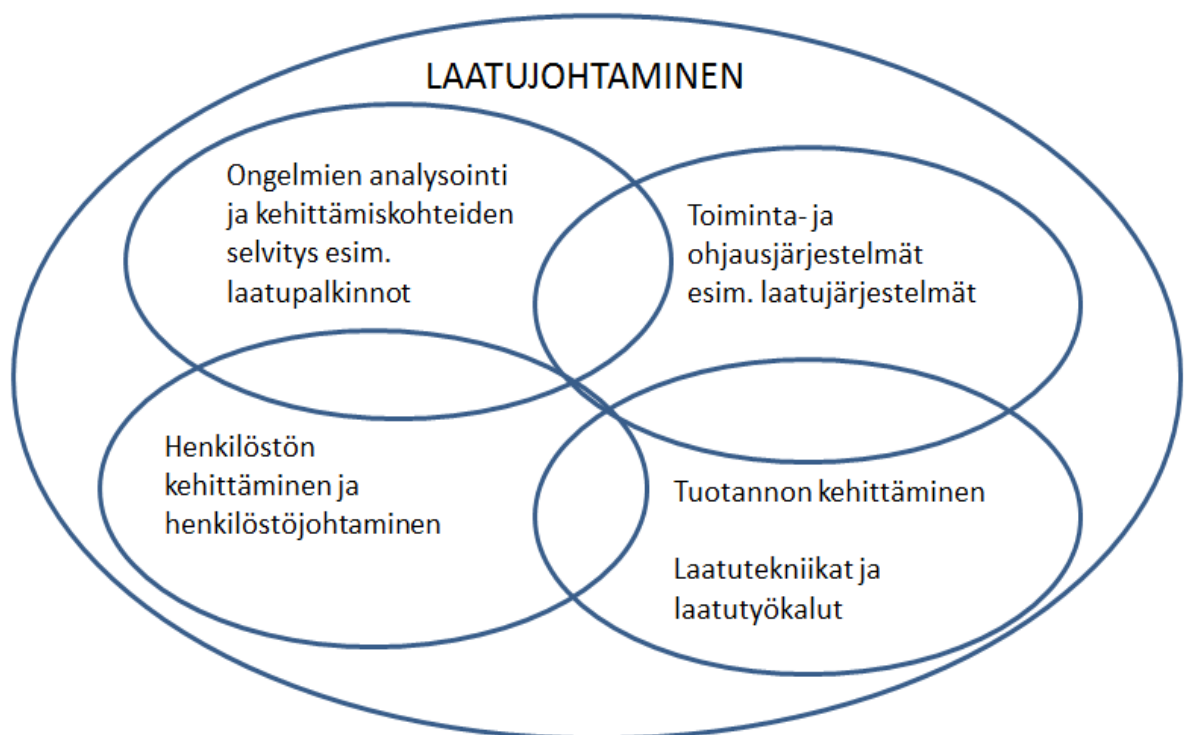 LAATUJOHTAMINEN
Ongelmien analysointi
ja kehittämiskohteiden
selvitys esim.
laatupalkinnot
Toiminta- ja
ohjausjärjestelmät
esim. laatujärjestelmät
Henkilöstön
kehittäminen ja
henkilöstöjohtaminen
Tuotannon kehittäminen
Laatutekniikat ja
laatutyökalut